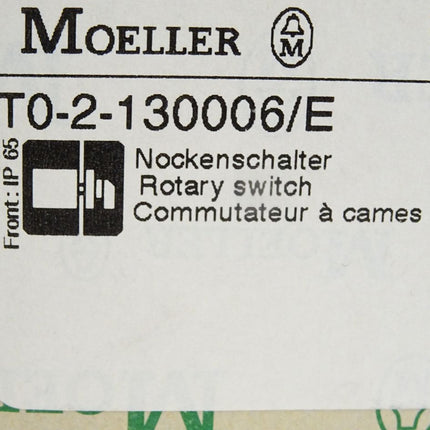 MOELLER M
T0-2-130006/E
Front: IP 65
Nockenschalter
Rotary switch
Commutateur à cames